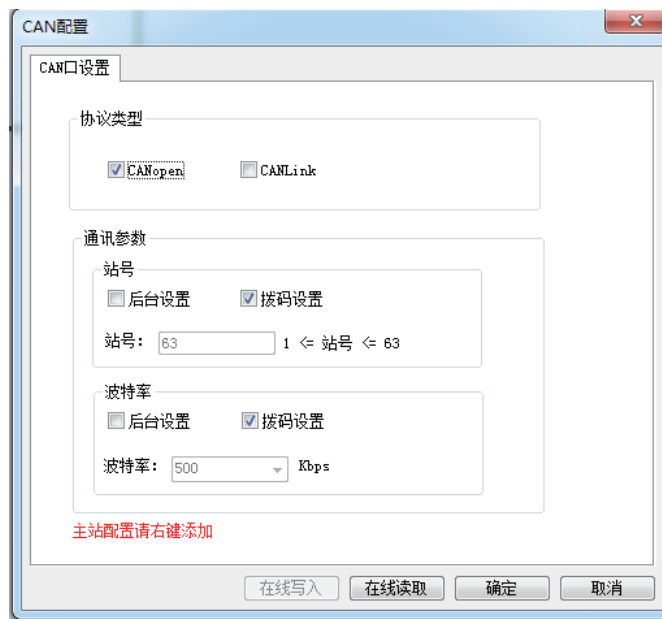 CAN配置
CAN口设置
协议类型
CANopen CANLink
通讯参数
站号
后台设置 拨码设置
站号: 63 1 <= 站号 <= 63
波特率
后台设置 拨码设置
波特率: 500 Kbps
主站配置请右键添加
在线写入 在线读取 确定 取消